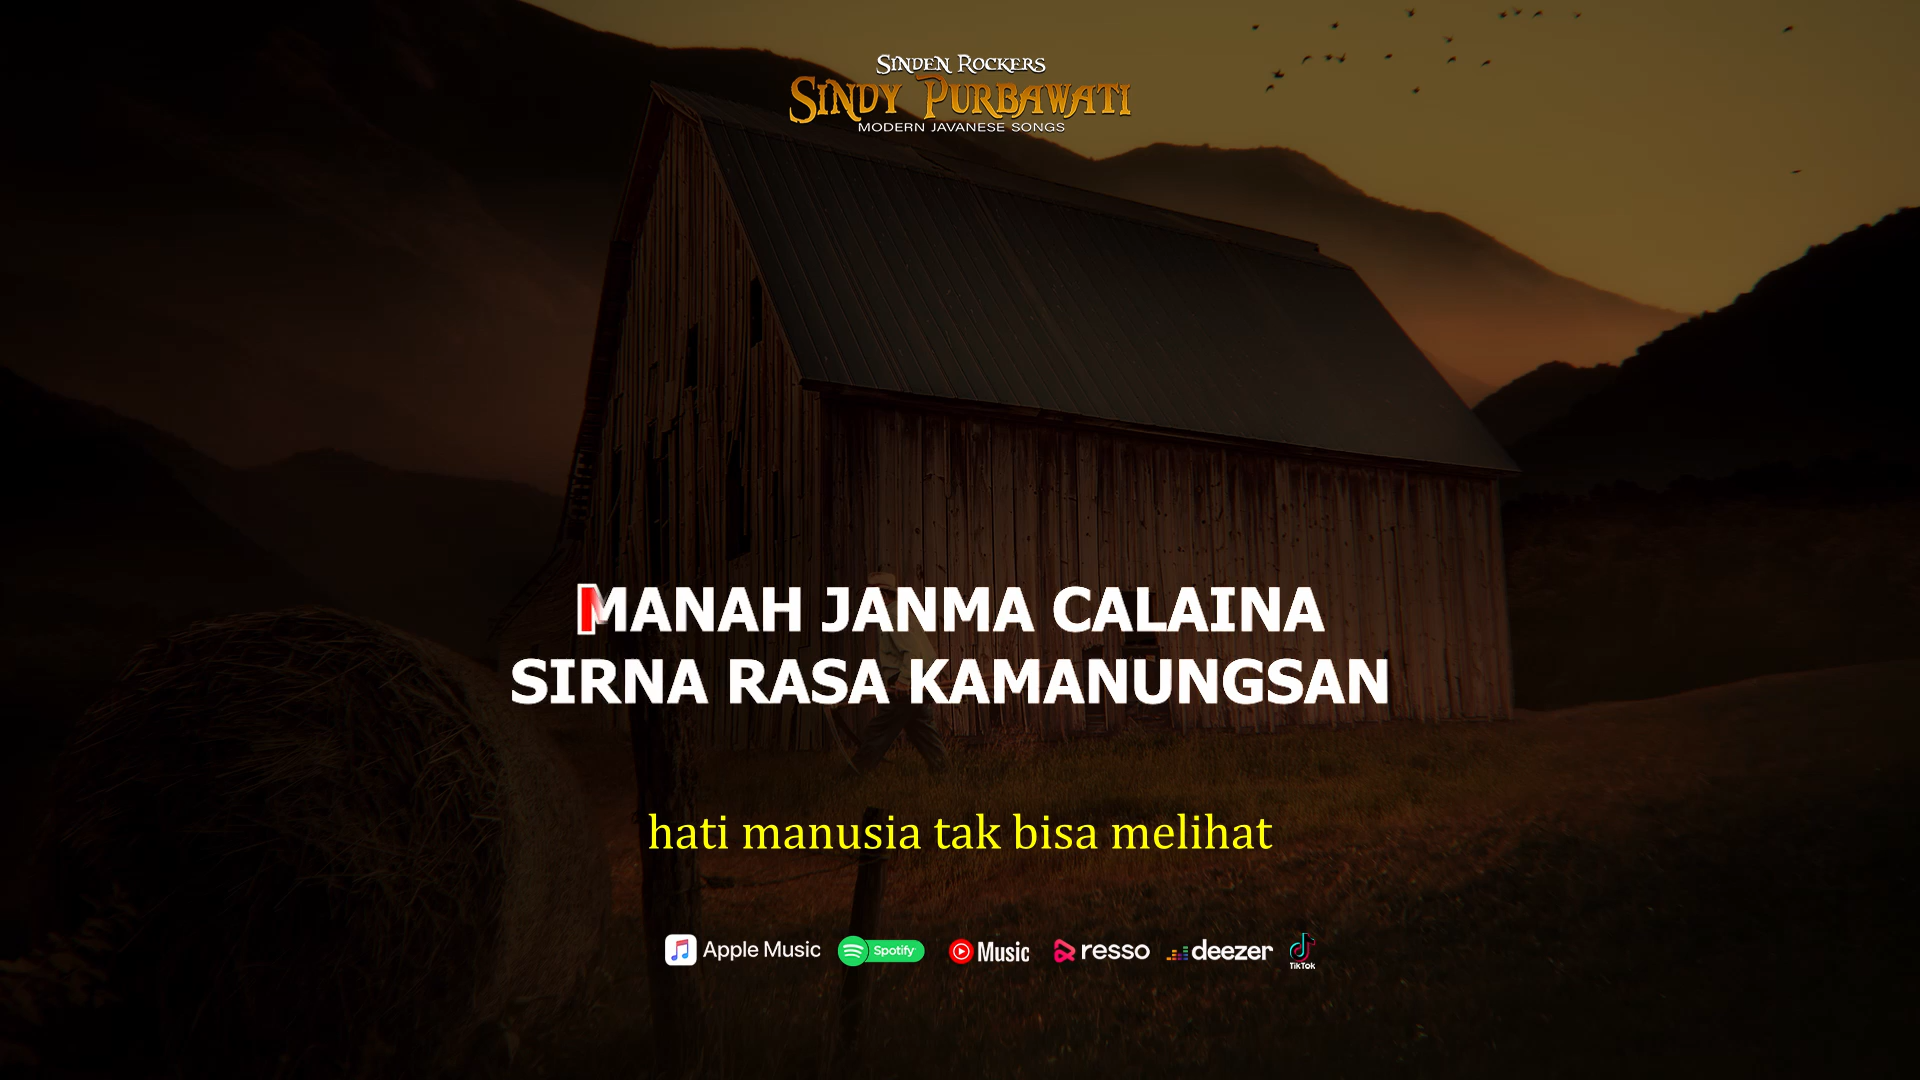 SINDEN ROCKERS
SINDY PURBAWATI
MODERN JAVANESE SONGS
MANAH JANMA CALAINA
SIRNA RASA KAMANUNGSAN
hati manusia tak bisa melihat
Apple Music Spotify Music resso deezer TikTok